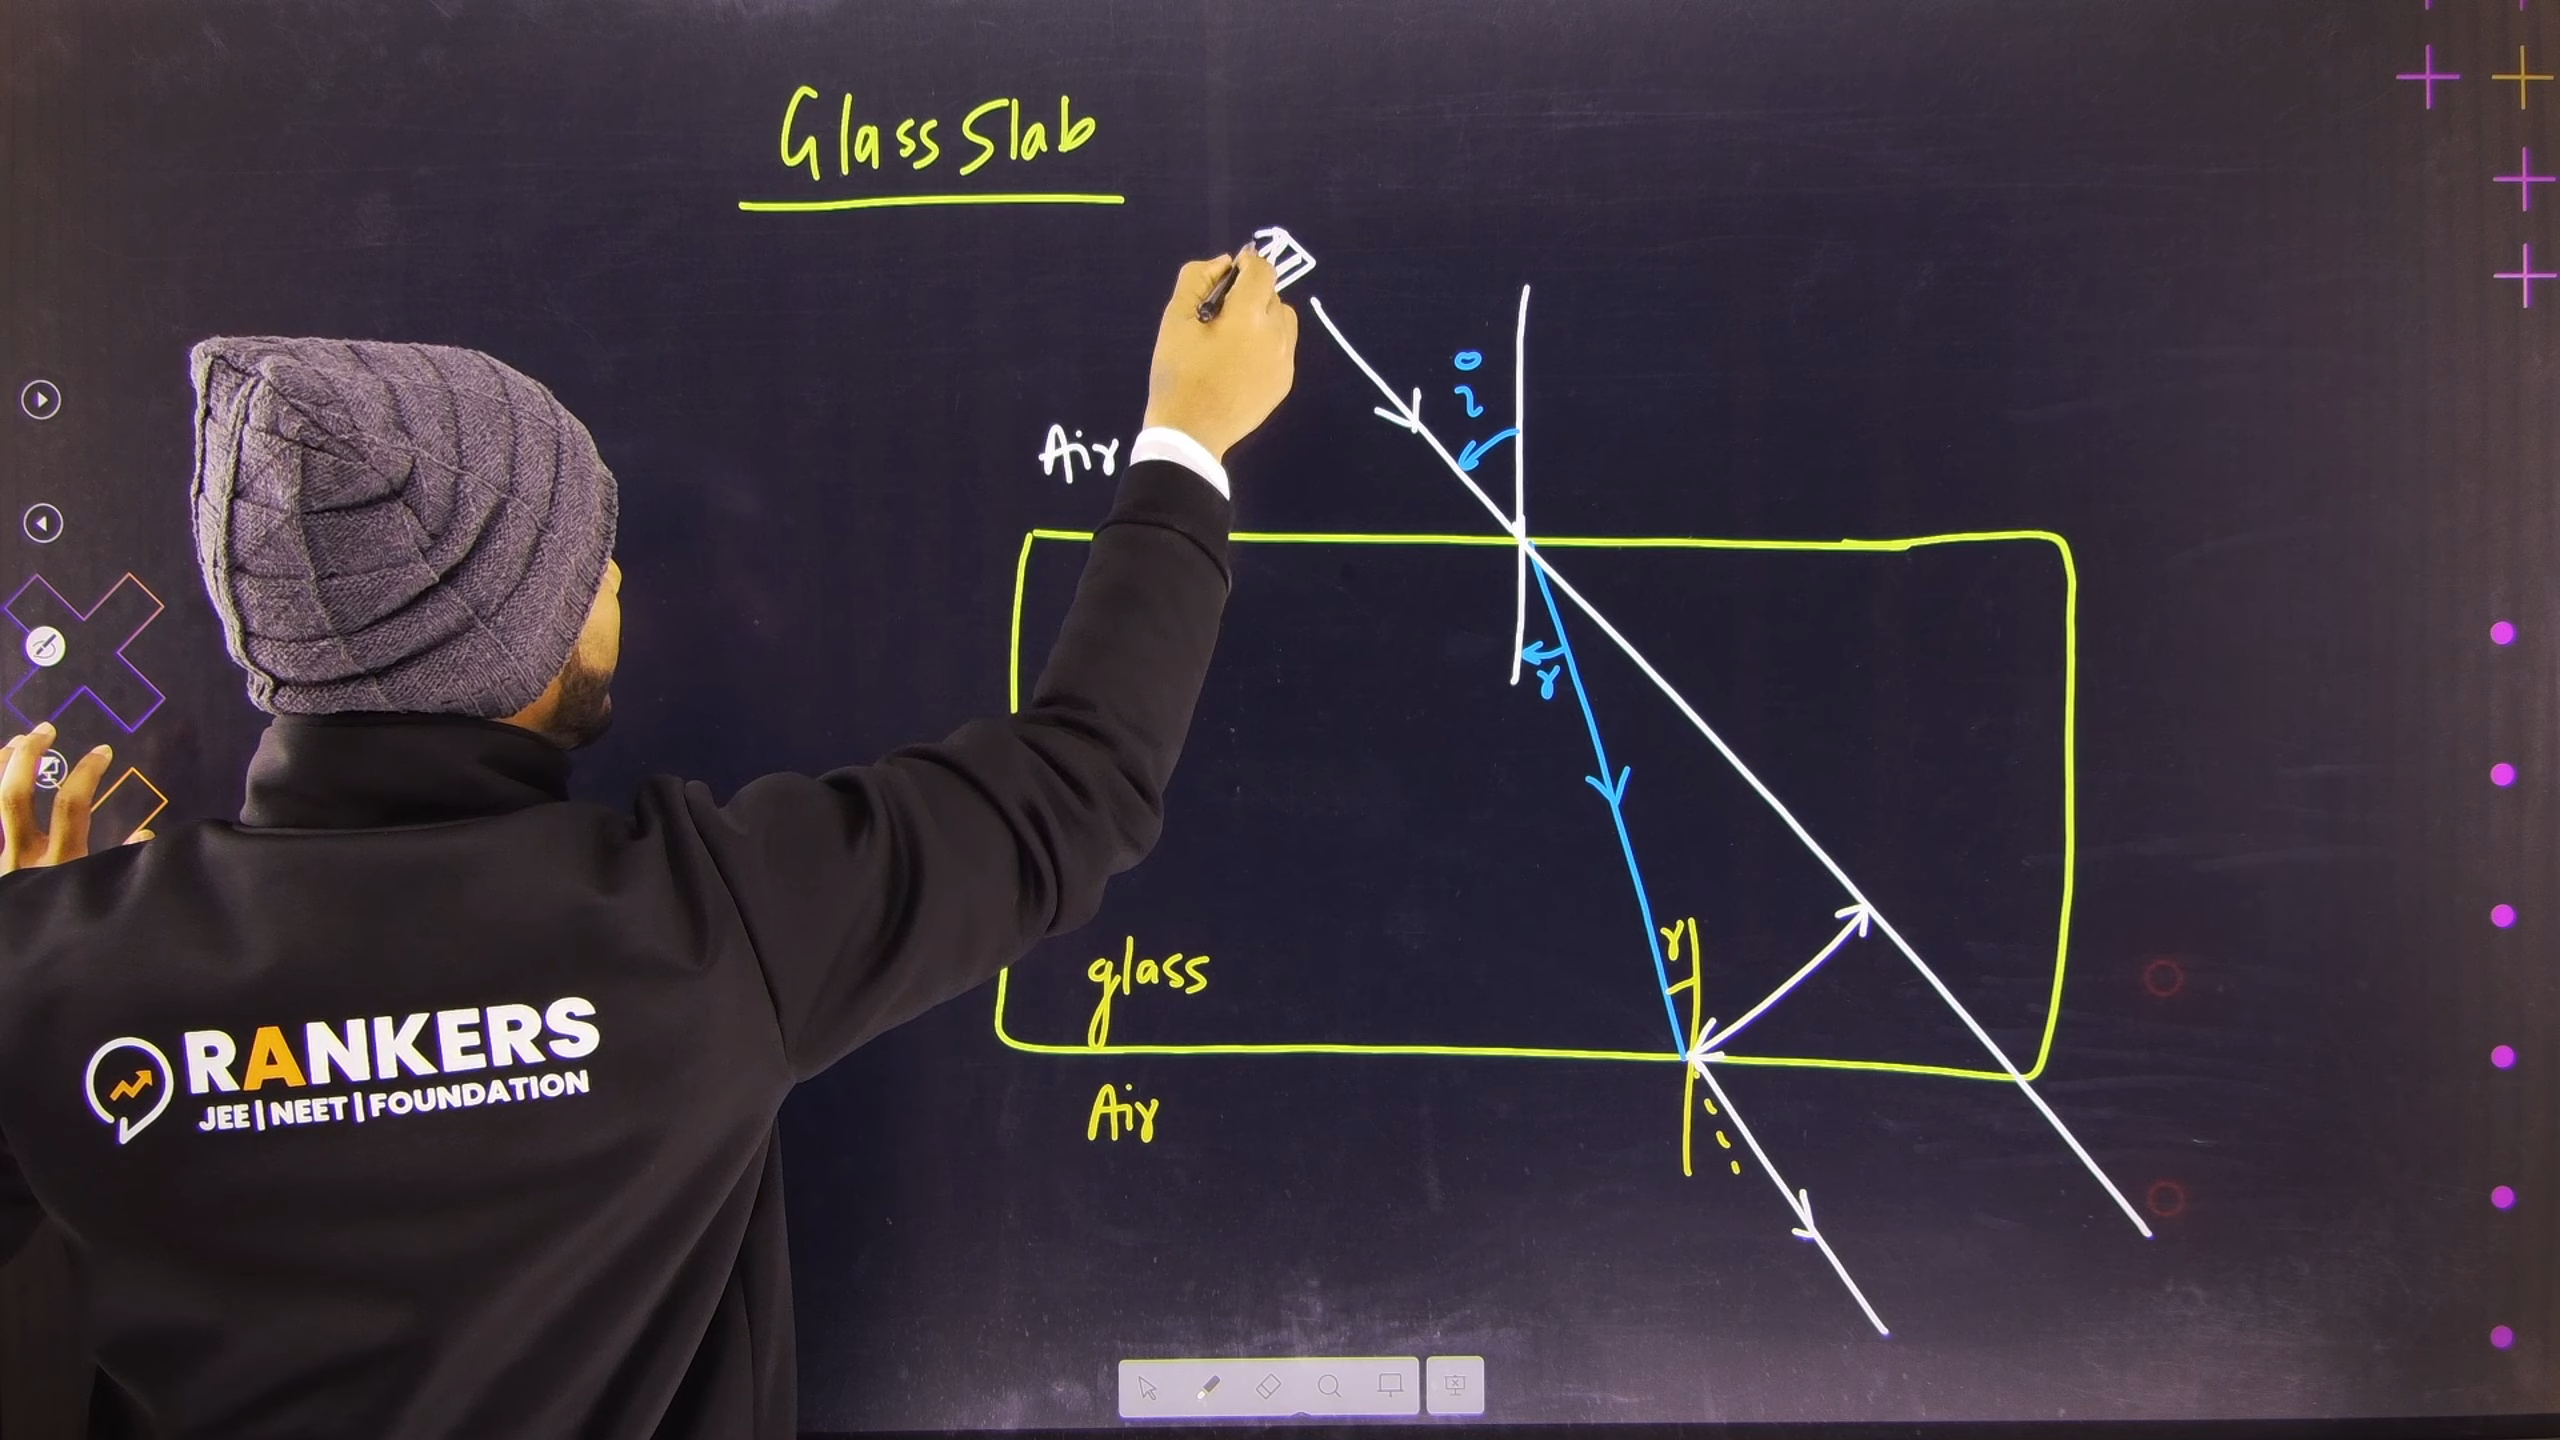 Glass Slab
Air
r
r
glass
Air
RANKERS
JEE | NEET | FOUNDATION